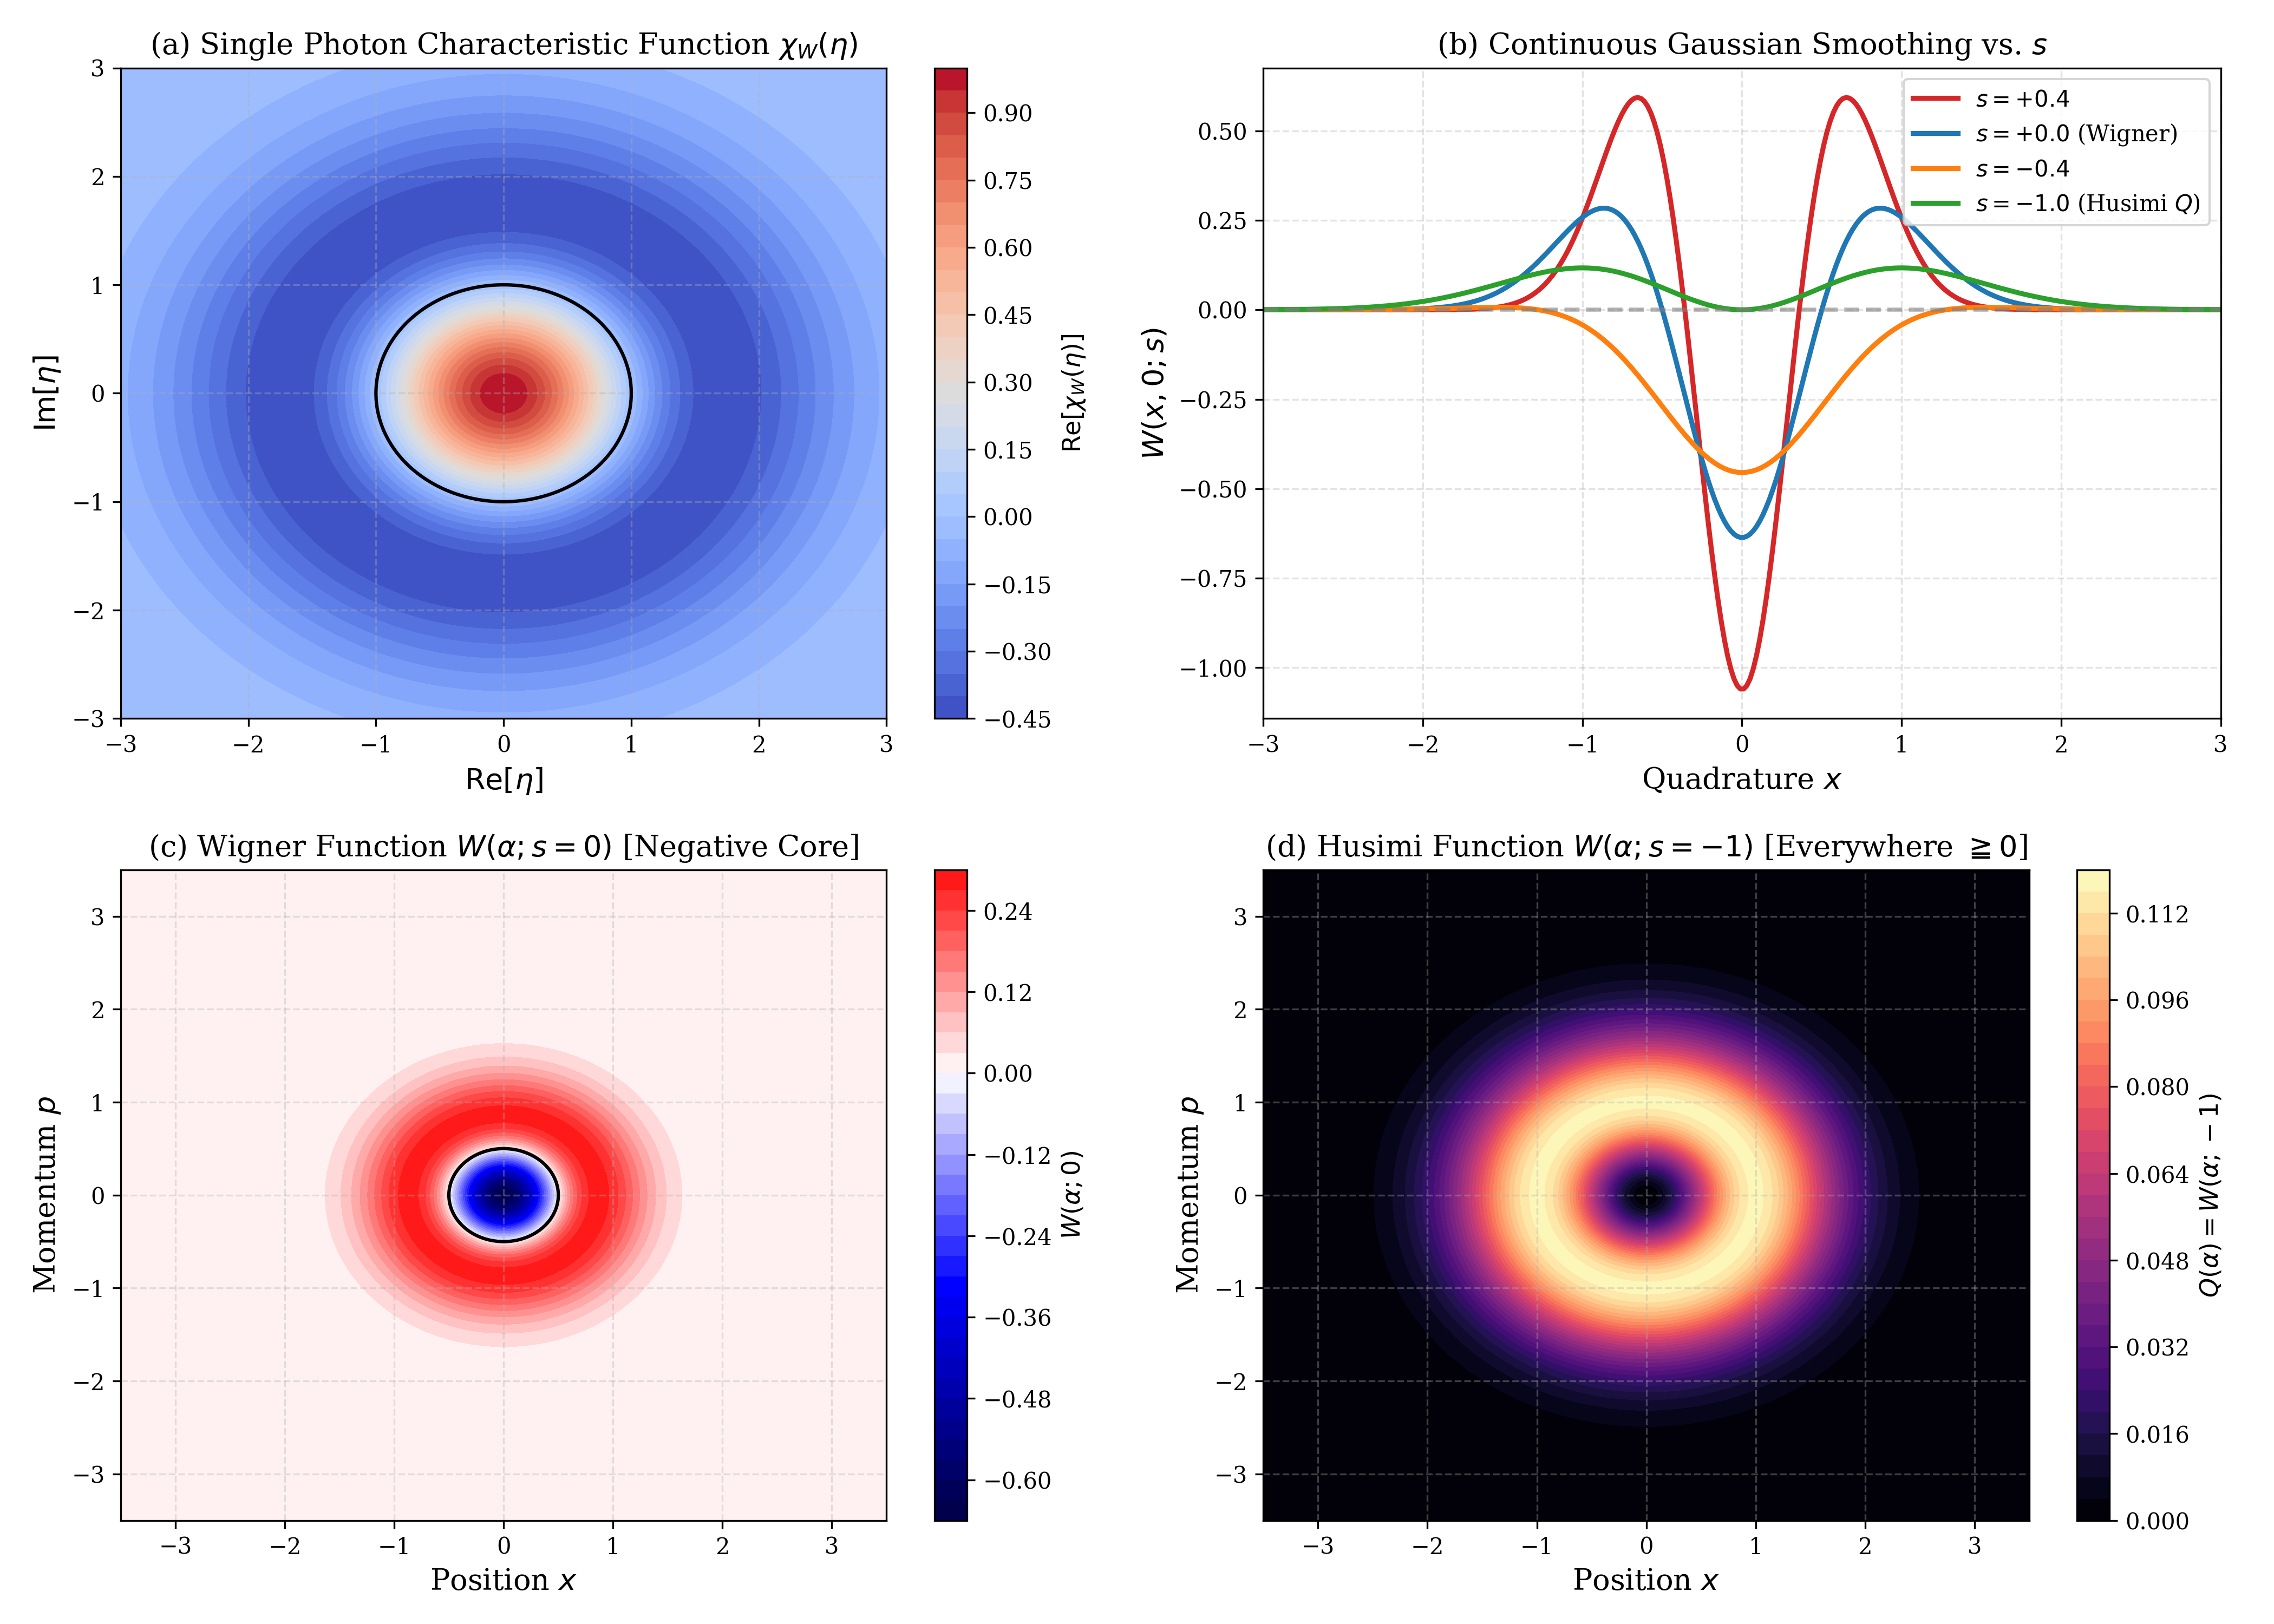 (a) Single Photon Characteristic Function χ_W(η)
3
2
1
0
−1
−2
−3
Im[η]
−3 −2 −1 0 1 2 3
Re[η]
0.90
0.75
0.60
0.45
0.30
0.15
0.00
−0.15
−0.30
−0.45
Re[χ_W(η)]
(b) Continuous Gaussian Smoothing vs. s
0.50
0.25
0.00
−0.25
−0.50
−0.75
−1.00
W(x, 0; s)
s = +0.4
s = +0.0 (Wigner)
s = −0.4
s = −1.0 (Husimi Q)
−3 −2 −1 0 1 2 3
Quadrature x
(c) Wigner Function W(α; s = 0) [Negative Core]
3
2
1
0
−1
−2
−3
Momentum p
−3 −2 −1 0 1 2 3
Position x
0.24
0.12
0.00
−0.12
−0.24
−0.36
−0.48
−0.60
W(α; 0)
(d) Husimi Function W(α; s = −1) [Everywhere ≧ 0]
3
2
1
0
−1
−2
−3
Momentum p
−3 −2 −1 0 1 2 3
Position x
0.112
0.096
0.080
0.064
0.048
0.032
0.016
0.000
Q(α) = W(α; −1)